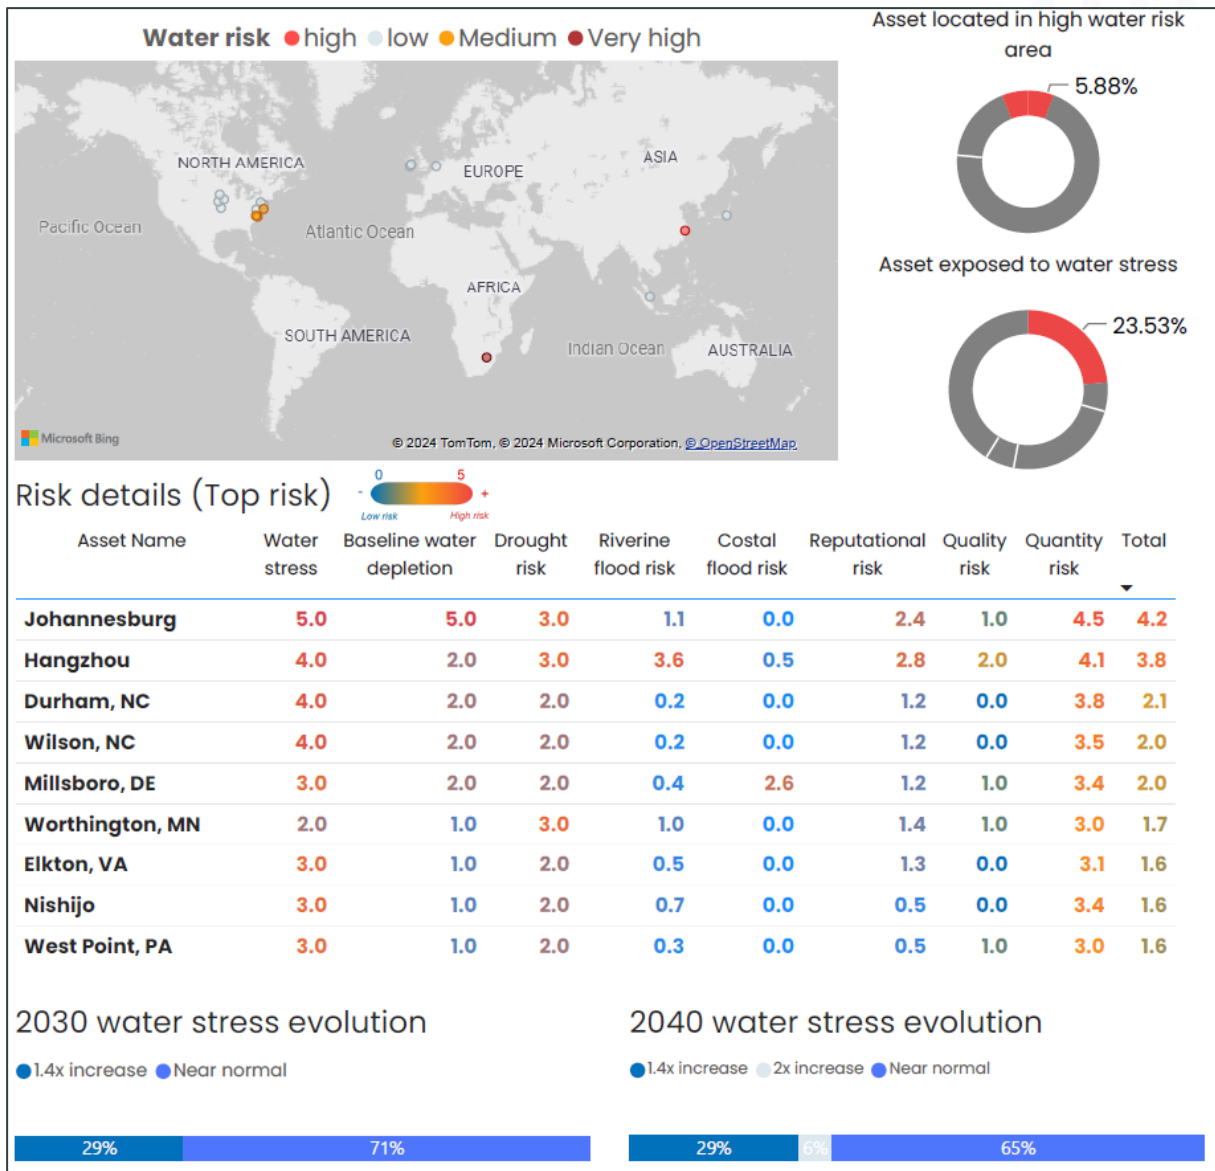 Water risk high low Medium Very high
Asset located in high water risk
area
5.88%
NORTH AMERICA
EUROPE
ASIA
Pacific Ocean
Atlantic Ocean
AFRICA
SOUTH AMERICA
Indian Ocean
AUSTRALIA
Microsoft Bing
© 2024 TomTom, © 2024 Microsoft Corporation, © OpenStreetMap
Asset exposed to water stress
23.53%
Risk details (Top risk)
0 5
- +
Low risk High risk
Asset Name Water Baseline water Drought Riverine Costal Reputational Quality Quantity Total
stress depletion risk flood risk flood risk risk risk risk
Johannesburg 5.0 5.0 3.0 1.1 0.0 2.4 1.0 4.5 4.2
Hangzhou 4.0 2.0 3.0 3.6 0.5 2.8 2.0 4.1 3.8
Durham, NC 4.0 2.0 2.0 0.2 0.0 1.2 0.0 3.8 2.1
Wilson, NC 4.0 2.0 2.0 0.2 0.0 1.2 0.0 3.5 2.0
Millsboro, DE 3.0 2.0 2.0 0.4 2.6 1.2 1.0 3.4 2.0
Worthington, MN 2.0 1.0 3.0 1.0 0.0 1.4 1.0 3.0 1.7
Elkton, VA 3.0 1.0 2.0 0.5 0.0 1.3 0.0 3.1 1.6
Nishijo 3.0 1.0 2.0 0.7 0.0 0.5 0.0 3.4 1.6
West Point, PA 3.0 1.0 2.0 0.3 0.0 0.5 1.0 3.0 1.6
2030 water stress evolution
1.4x increase Near normal
29% 71%
2040 water stress evolution
1.4x increase 2x increase Near normal
29% 6% 65%